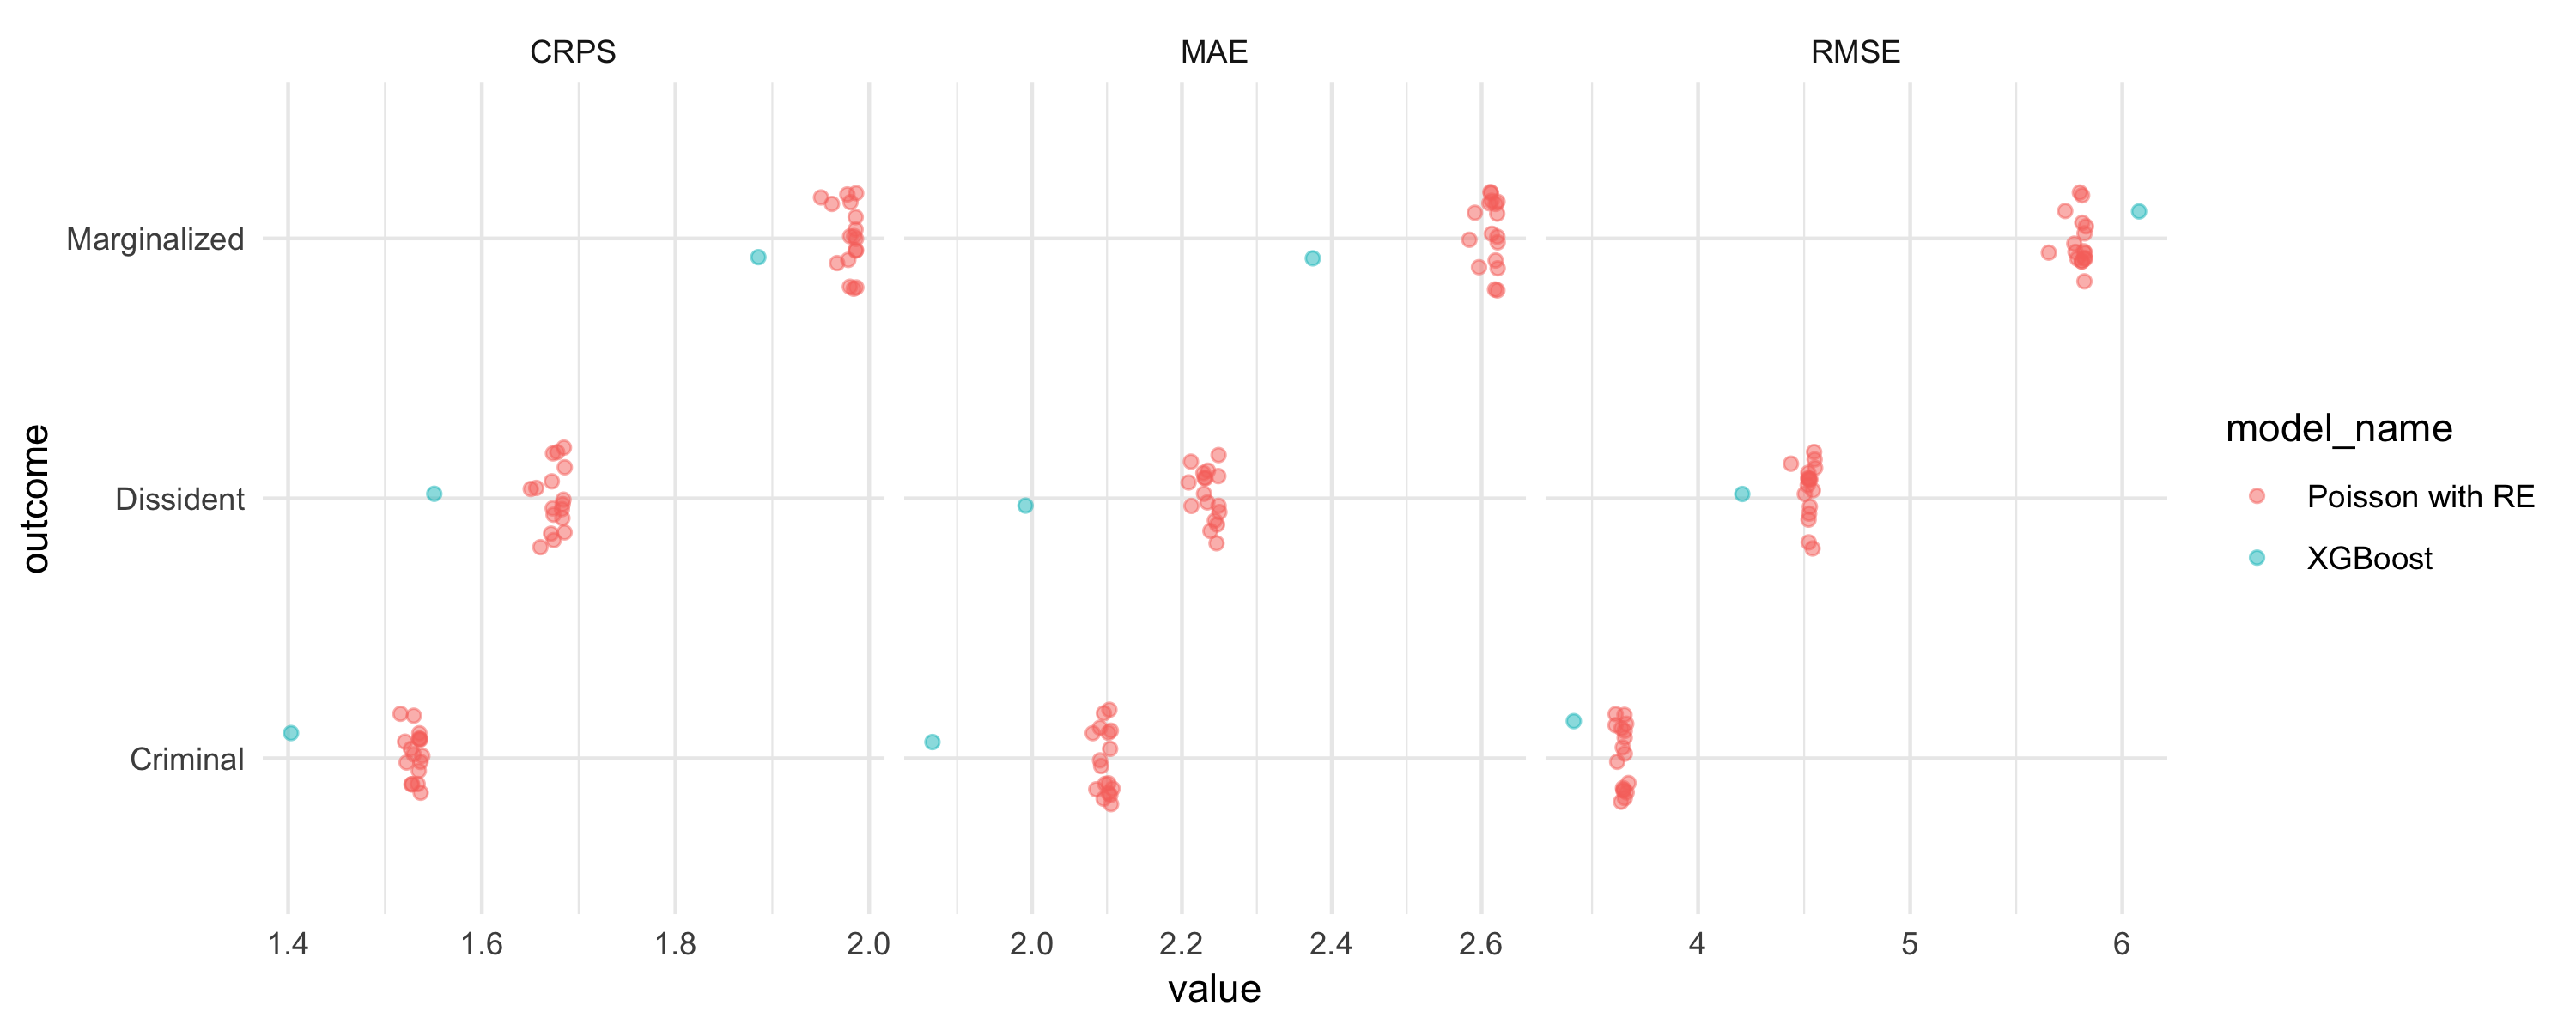 CRPS MAE RMSE
outcome
Marginalized
Dissident
Criminal
1.4 1.6 1.8 2.0 2.0 2.2 2.4 2.6 4 5 6
value
model_name
Poisson with RE
XGBoost